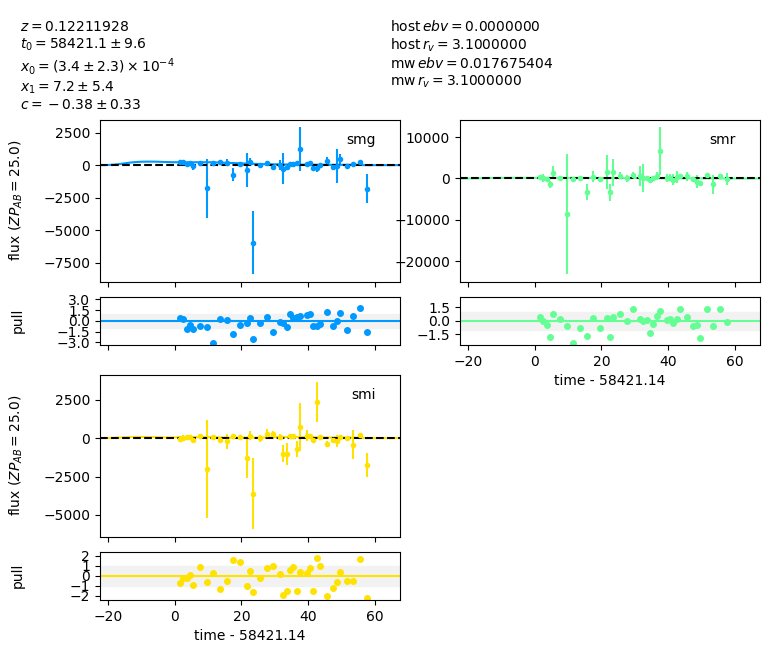 z = 0.12211928
t₀ = 58421.1 ± 9.6
x₀ = (3.4 ± 2.3) × 10⁻⁴
x₁ = 7.2 ± 5.4
c = −0.38 ± 0.33
host ebv = 0.0000000
host r_v = 3.1000000
mw ebv = 0.017675404
mw r_v = 3.1000000
flux (ZP_AB = 25.0)
2500
0
−2500
−5000
−7500
smg
10000
0
−10000
−20000
smr
pull
3.0
1.5
0.0
−1.5
−3.0
1.5
0.0
−1.5
−20 0 20 40 60
time - 58421.14
flux (ZP_AB = 25.0)
2500
0
−2500
−5000
smi
pull
2
1
0
−1
−2
−20 0 20 40 60
time - 58421.14